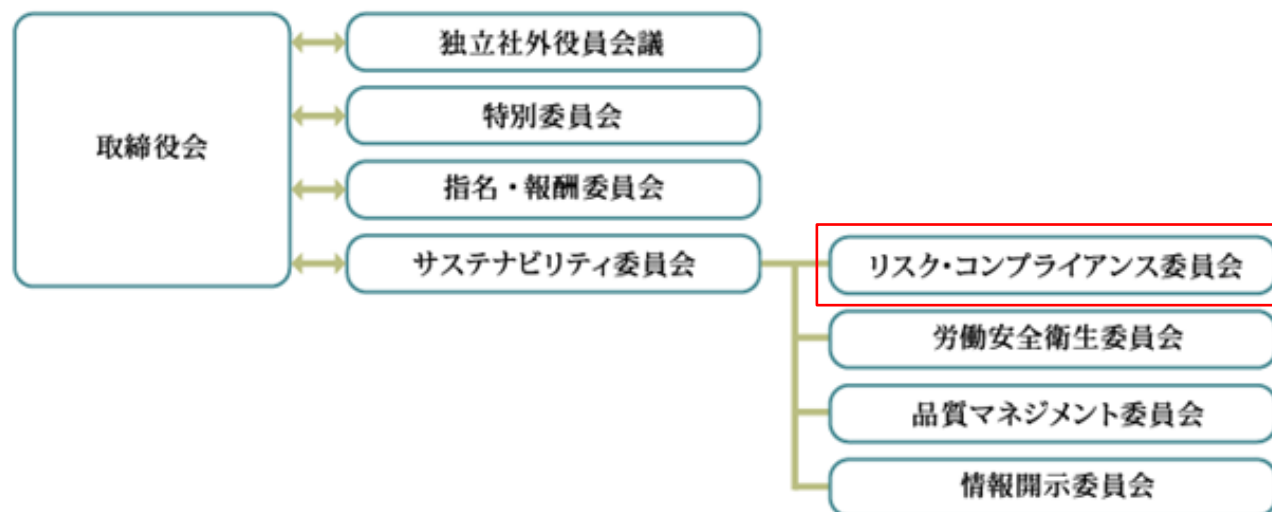 取締役会
独立社外役員会議
特別委員会
指名・報酬委員会
サステナビリティ委員会
リスク・コンプライアンス委員会
労働安全衛生委員会
品質マネジメント委員会
情報開示委員会